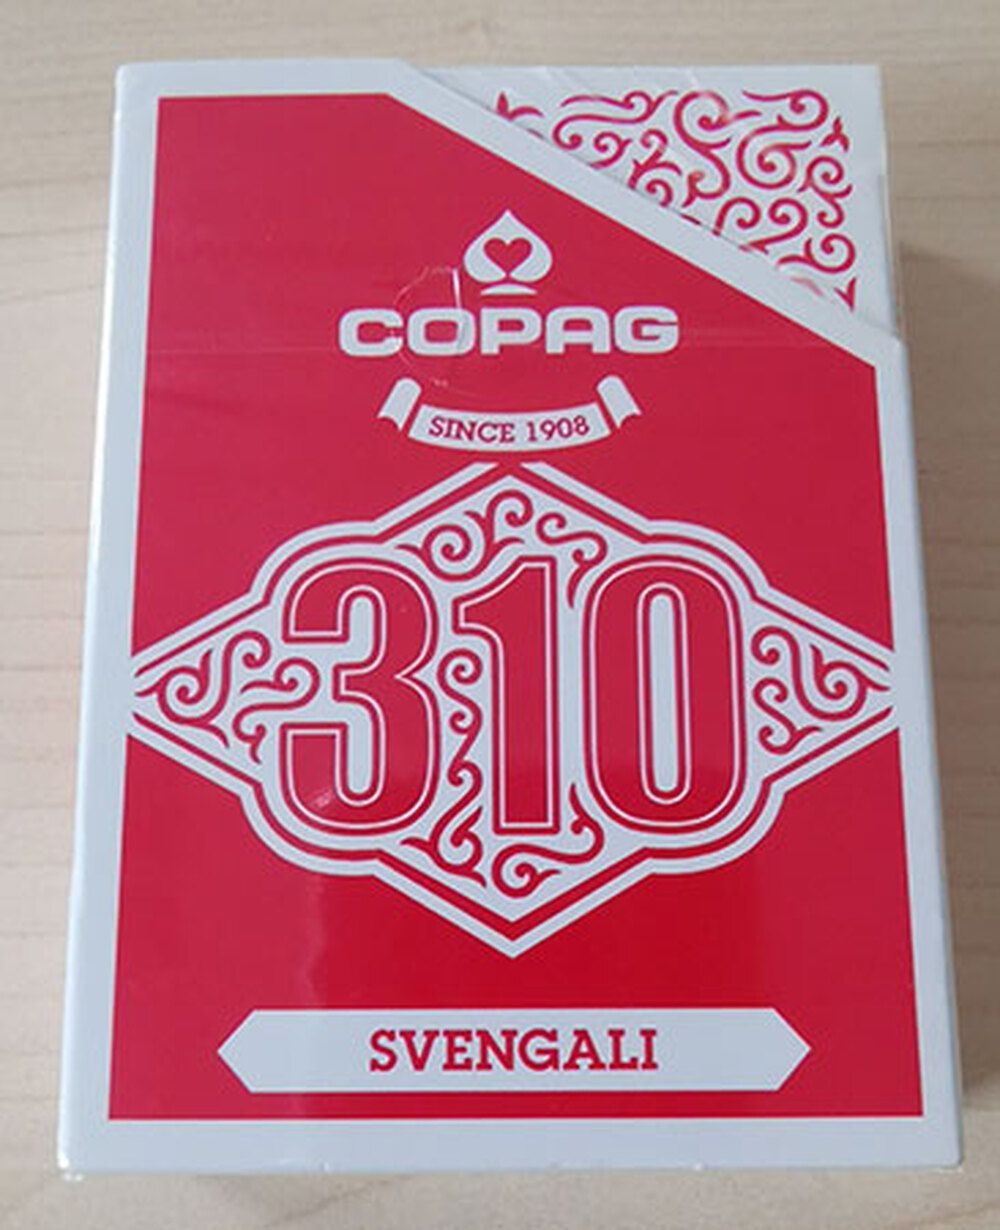 COPAG
SINCE 1908
310
SVENGALI